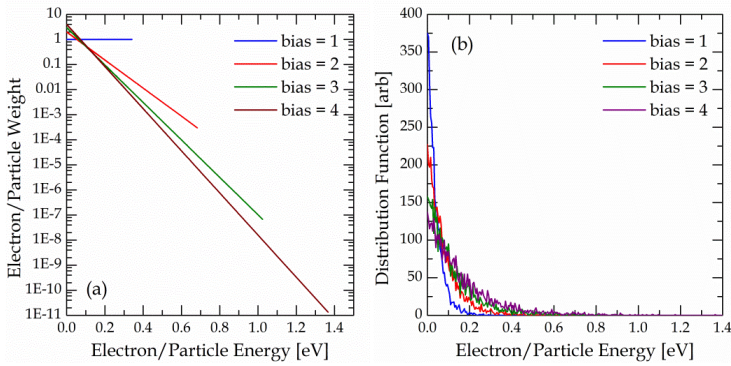 10
1
0.1
0.01
1E-3
1E-4
1E-5
1E-6
1E-7
1E-8
1E-9
1E-10
1E-11
Electron/Particle Weight
bias = 1
bias = 2
bias = 3
bias = 4
(a)
0.0 0.2 0.4 0.6 0.8 1.0 1.2 1.4
Electron/Particle Energy [eV]
400
350
300
250
200
150
100
50
0
Distribution Function [arb]
(b)
bias = 1
bias = 2
bias = 3
bias = 4
0.0 0.2 0.4 0.6 0.8 1.0 1.2 1.4
Electron/Particle Energy [eV]